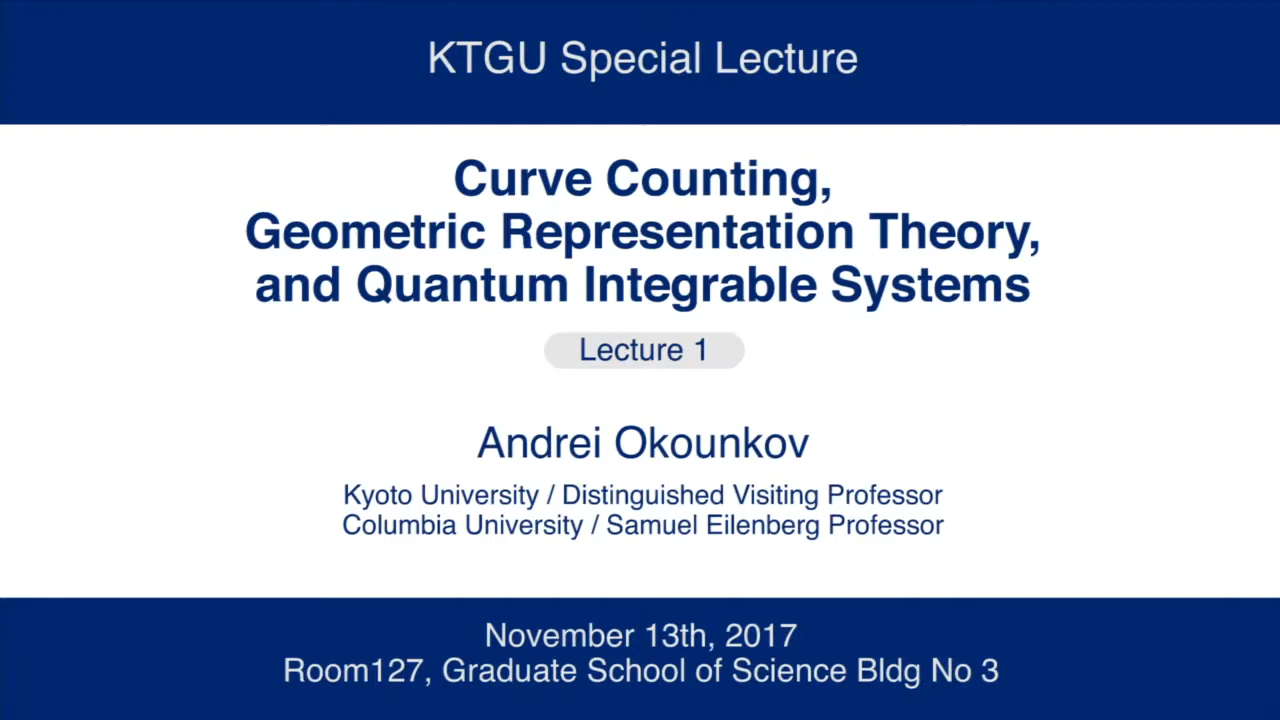 KTGU Special Lecture
Curve Counting,
Geometric Representation Theory,
and Quantum Integrable Systems
Lecture 1
Andrei Okounkov
Kyoto University / Distinguished Visiting Professor
Columbia University / Samuel Eilenberg Professor
November 13th, 2017
Room127, Graduate School of Science Bldg No 3